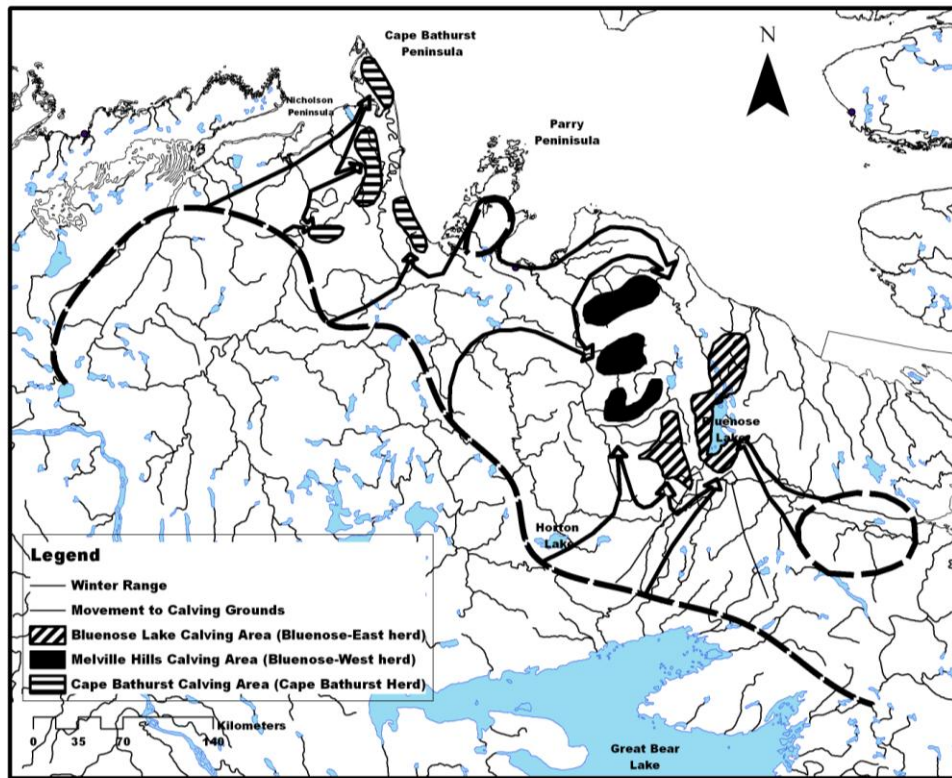 Cape Bathurst
Peninsula
N
Nicholson
Peninsula
Parry
Peninisula
Bluenose
Lake
Horton
Lake
Legend
Winter Range
Movement to Calving Grounds
Bluenose Lake Calving Area (Bluenose-East herd)
Melville Hills Calving Area (Bluenose-West herd)
Cape Bathurst Calving Area (Cape Bathurst Herd)
Kilometers
0 35 70 140
Great Bear
Lake